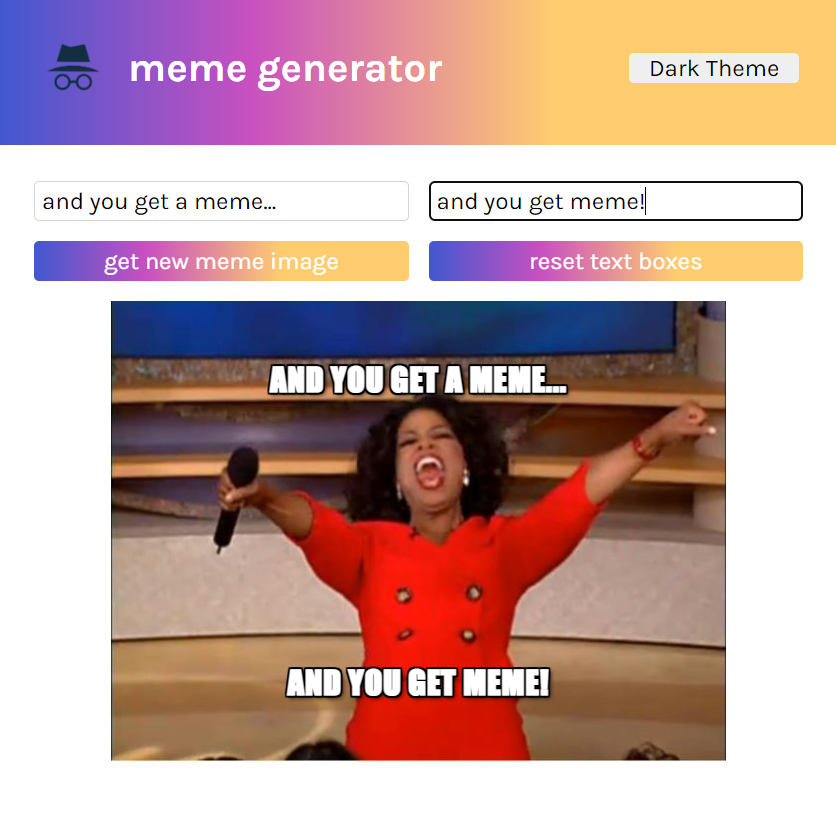 meme generator
Dark Theme
and you get a meme...
and you get meme!
get new meme image
reset text boxes
AND YOU GET A MEME...
AND YOU GET MEME!